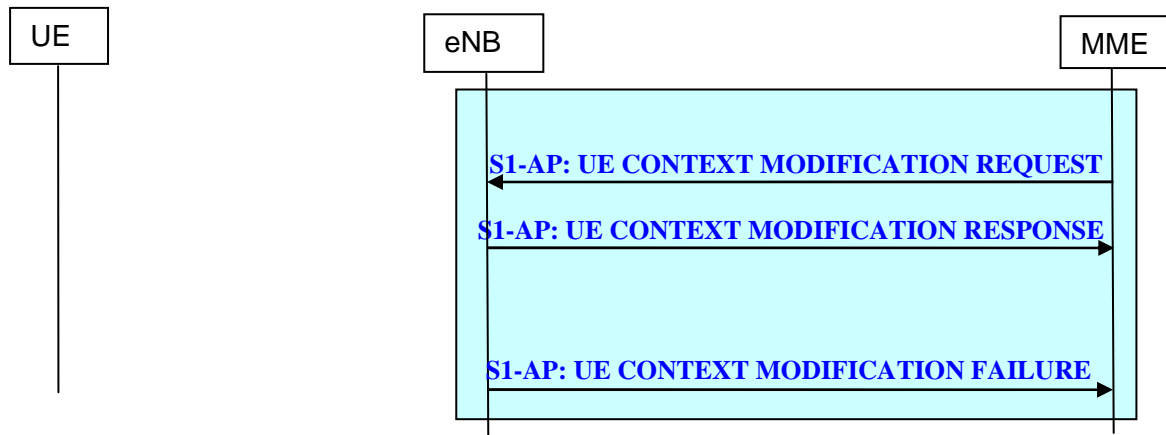 UE
eNB
MME
S1-AP: UE CONTEXT MODIFICATION REQUEST
S1-AP: UE CONTEXT MODIFICATION RESPONSE
S1-AP: UE CONTEXT MODIFICATION FAILURE